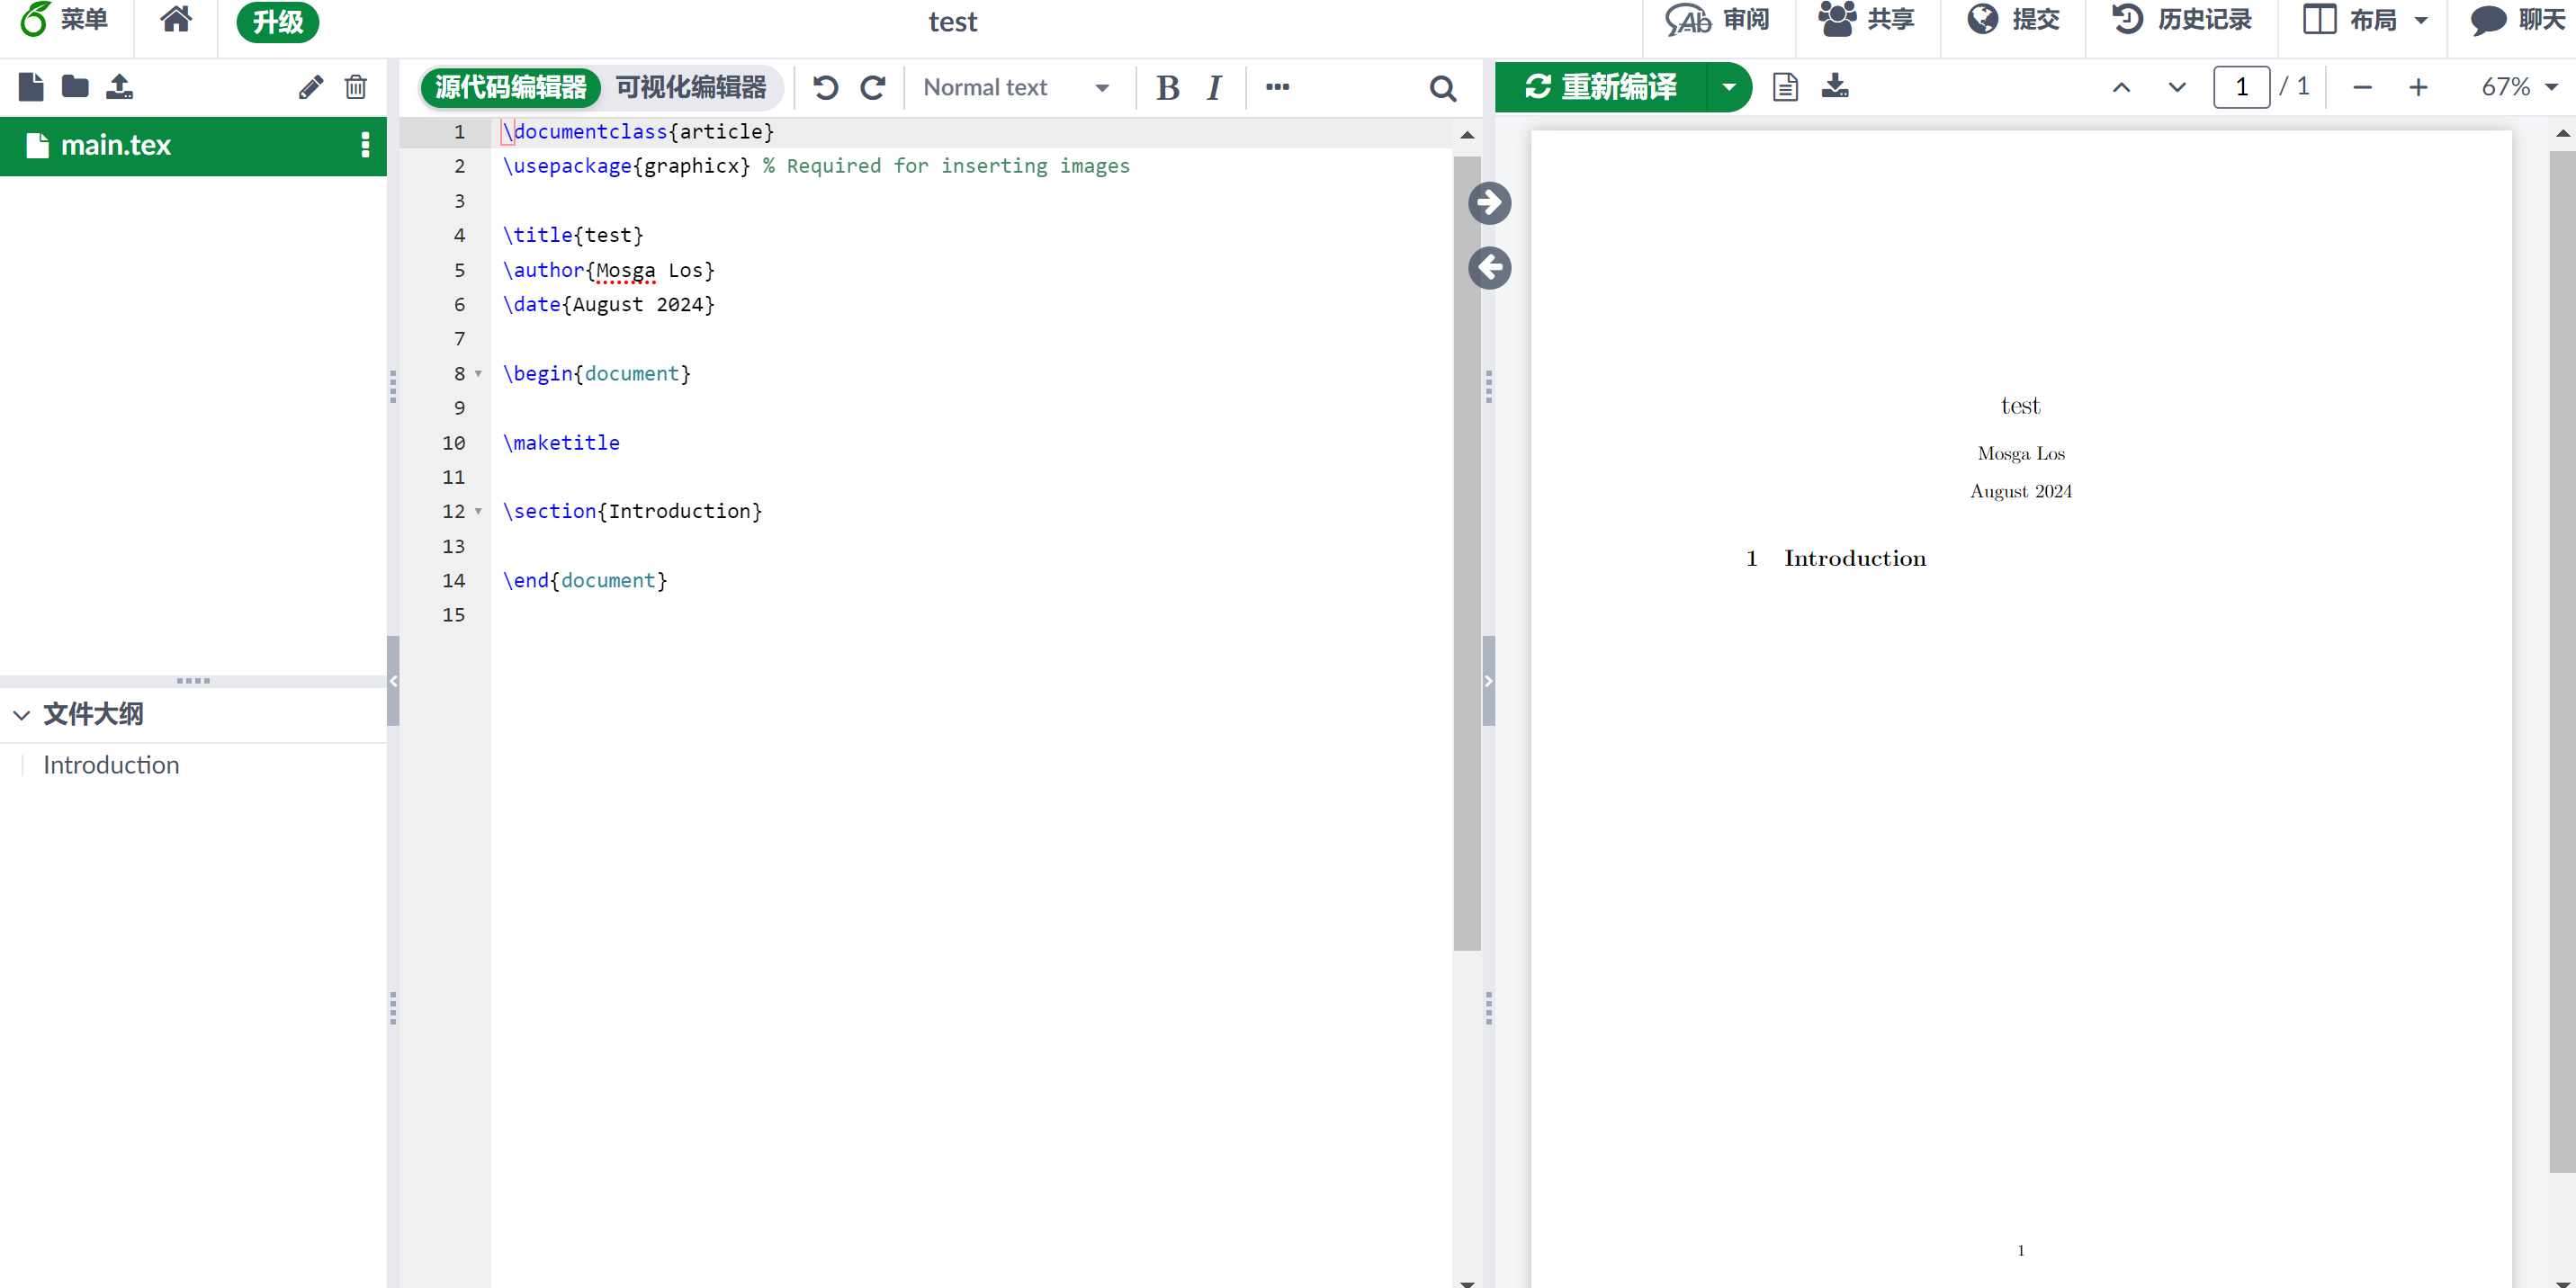 菜单
升级
test
审阅
共享
提交
历史记录
布局
聊天
源代码编辑器
可视化编辑器
Normal text
B I
重新编译
1 / 1
67%
main.tex
1 \documentclass{article}
2 \usepackage{graphicx} % Required for inserting images
3
4 \title{test}
5 \author{Mosga Los}
6 \date{August 2024}
7
8 \begin{document}
9
10 \maketitle
11
12 \section{Introduction}
13
14 \end{document}
15
文件大纲
Introduction
test
Mosga Los
August 2024
1 Introduction
1